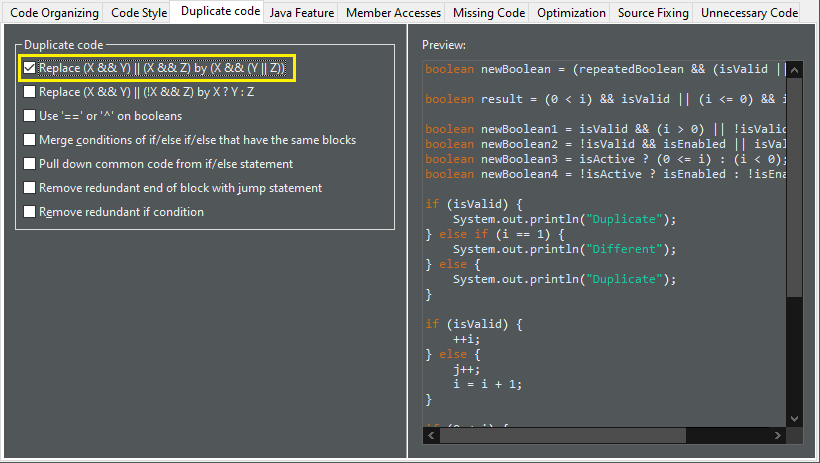 Code Organizing Code Style Duplicate code Java Feature Member Accesses Missing Code Optimization Source Fixing Unnecessary Code
Duplicate code
Replace (X && Y) || (X && Z) by (X && (Y || Z))
Replace (X && Y) || (!X && Z) by X ? Y : Z
Use '==' or '^' on booleans
Merge conditions of if/else if/else that have the same blocks
Pull down common code from if/else statement
Remove redundant end of block with jump statement
Remove redundant if condition
Preview:
boolean newBoolean = (repeatedBoolean && (isValid ||
boolean result = (0 < i) && isValid || (i <= 0) && i
boolean newBoolean1 = isValid && (i > 0) || !isValid
boolean newBoolean2 = !isValid && isEnabled || isVal
boolean newBoolean3 = isActive ? (0 <= i) : (i < 0);
boolean newBoolean4 = !isActive ? isEnabled : !isEna
if (isValid) {
System.out.println("Duplicate");
} else if (i == 1) {
System.out.println("Different");
} else {
System.out.println("Duplicate");
}
if (isValid) {
++i;
} else {
j++;
i = i + 1;
}